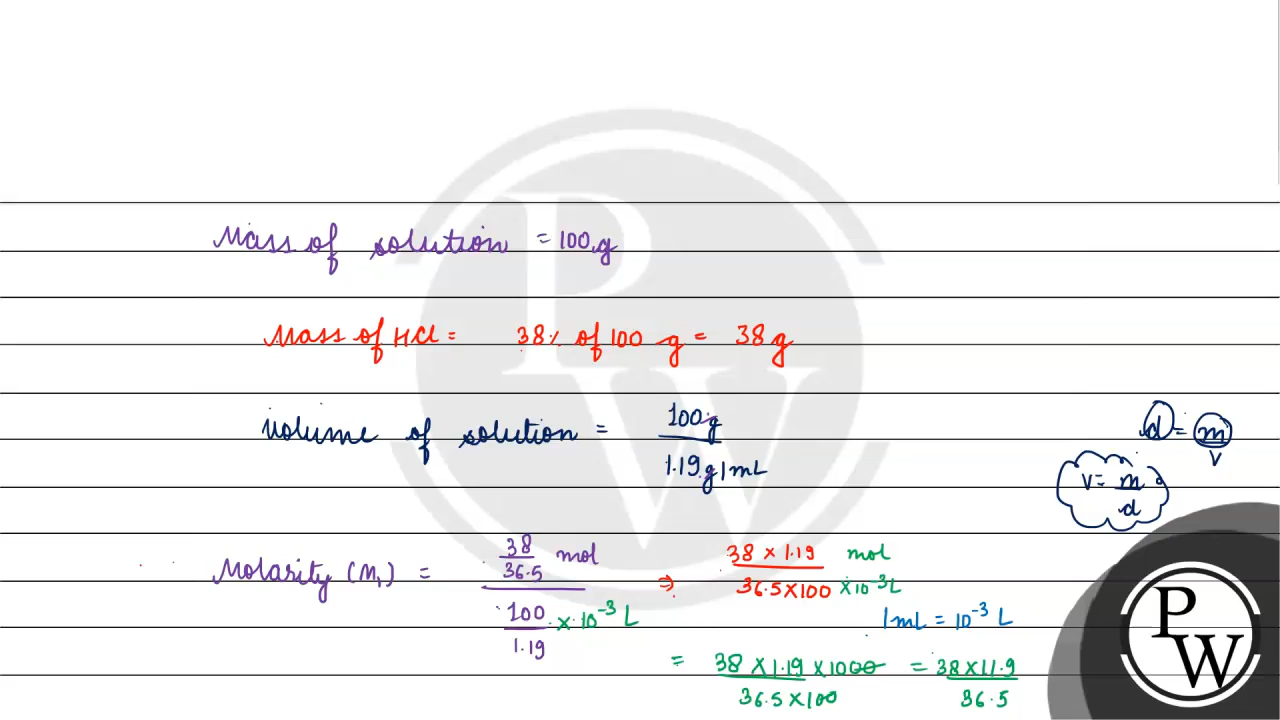 P
W
Mass of solution = 100 g
Mass of HCl = 38% of 100 g = 38 g
Volume of solution = 100 g / 1.19 g/mL
d = m / V
V = m / d
Molarity (M₁) = (38 / 36.5 mol) / (100 / 1.19 × 10⁻³ L) ⇒ 38 × 1.19 mol / 36.5 × 100 × 10⁻³ L
1 mL = 10⁻³ L
= 38 × 1.19 × 1000 / 36.5 × 100 = 38 × 11.9 / 36.5
P
W